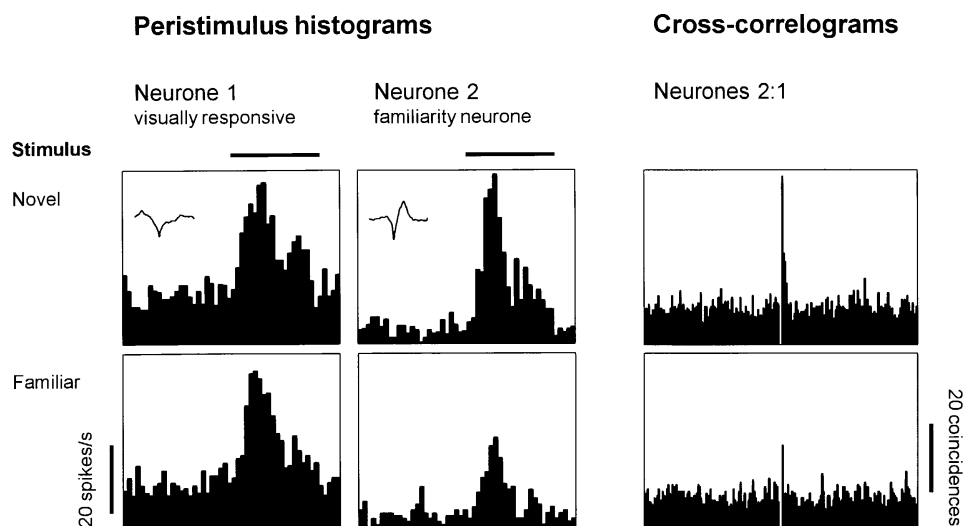 Peristimulus histograms
Cross-correlograms
Neurone 1
visually responsive
Neurone 2
familiarity neurone
Neurones 2:1
Stimulus
Novel
Familiar
20 spikes/s
20 coincidences